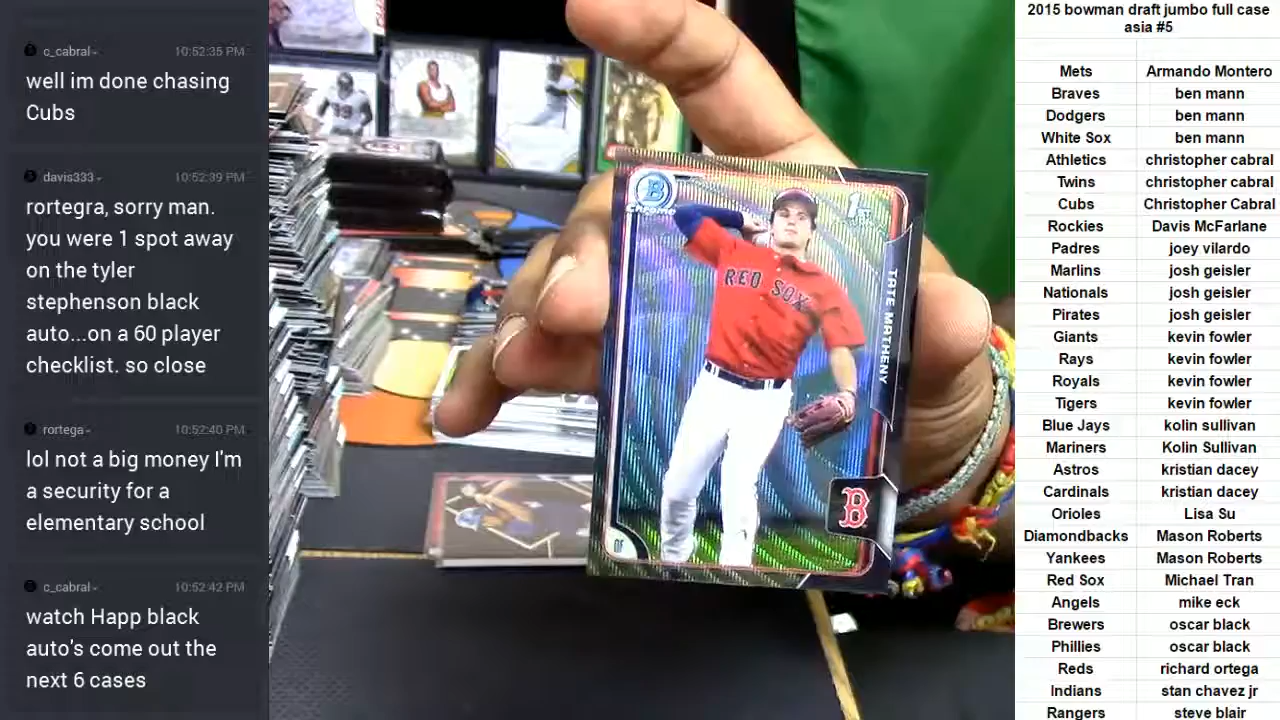 c_cabral 10:52:35 PM
well im done chasing
Cubs
davis333 10:52:39 PM
rortegra, sorry man.
you were 1 spot away
on the tyler
stephenson black
auto...on a 60 player
checklist. so close
rortega 10:52:40 PM
lol not a big money I'm
a security for a
elementary school
c_cabral 10:52:42 PM
watch Happ black
auto's come out the
next 6 cases
B
Chrome
1st
RED SOX
TATE MATHENY
B
OF
2015 bowman draft jumbo full case
asia #5
Mets Armando Montero
Braves ben mann
Dodgers ben mann
White Sox ben mann
Athletics christopher cabral
Twins christopher cabral
Cubs Christopher Cabral
Rockies Davis McFarlane
Padres joey vilardo
Marlins josh geisler
Nationals josh geisler
Pirates josh geisler
Giants kevin fowler
Rays kevin fowler
Royals kevin fowler
Tigers kevin fowler
Blue Jays kolin sullivan
Mariners Kolin Sullivan
Astros kristian dacey
Cardinals kristian dacey
Orioles Lisa Su
Diamondbacks Mason Roberts
Yankees Mason Roberts
Red Sox Michael Tran
Angels mike eck
Brewers oscar black
Phillies oscar black
Reds richard ortega
Indians stan chavez jr
Rangers steve blair